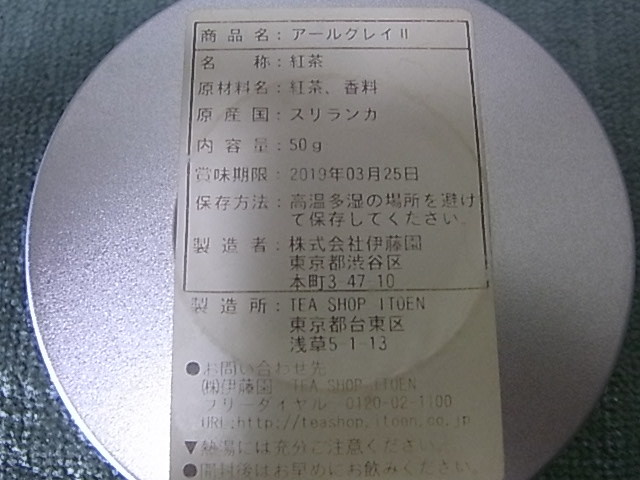 商品名：アールグレイⅡ
名　　称：紅茶
原材料名：紅茶、香料
原 産 国：スリランカ
内 容 量：50g
賞味期限：2019年03月25日
保存方法：高温多湿の場所を避け
て保存してください。
製 造 者：株式会社伊藤園
東京都渋谷区
本町3 47 10
製 造 所：TEA SHOP ITOEN
東京都台東区
浅草5 1-13
●お問い合わせ先
㈱伊藤園　TEA SHOP ITOEN
フリーダイヤル　0120-02-1100
URL:http://teashop.itoen.co.jp
▼熱湯には充分ご注意ください。
●開封後はお早めにお飲みください。